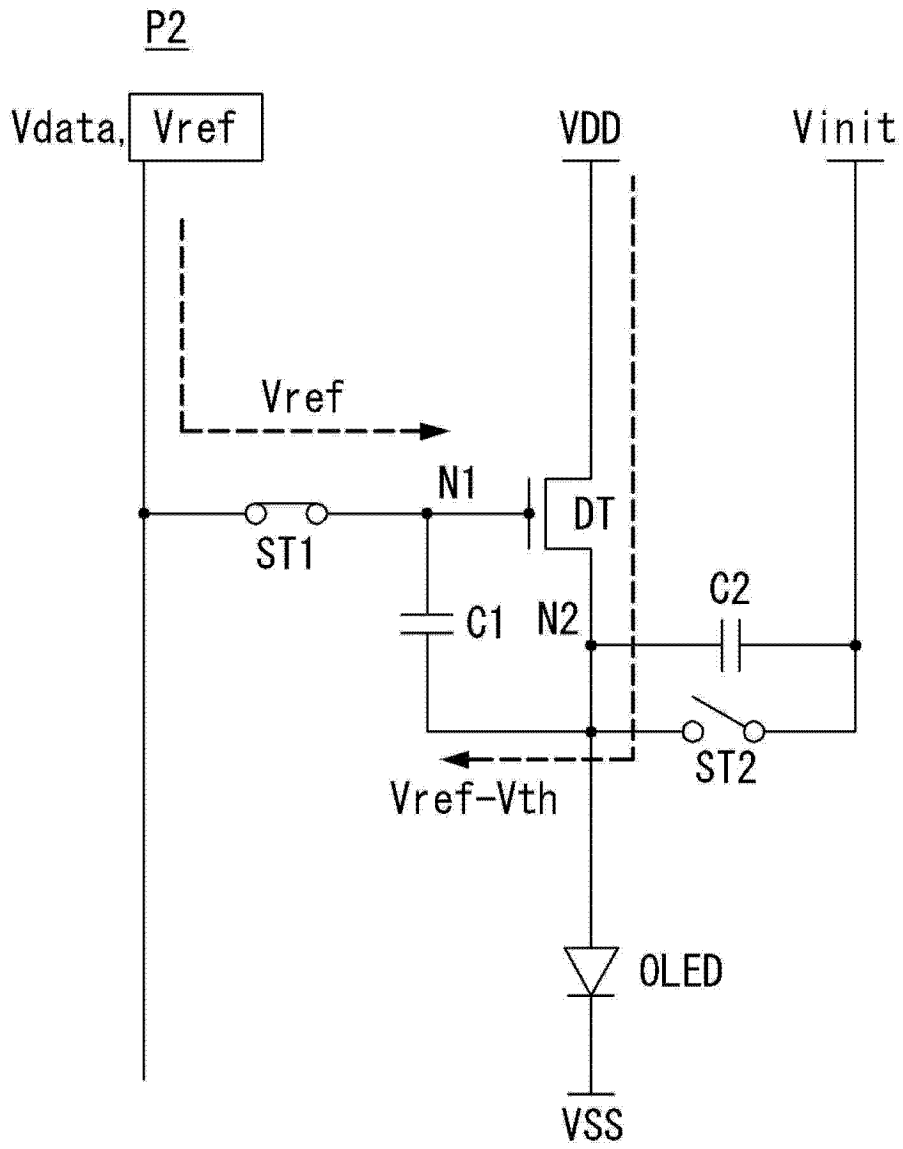 P2
Vdata, Vref
VDD
Vinit
Vref
N1
DT
ST1
C2
C1
N2
ST2
Vref-Vth
OLED
VSS